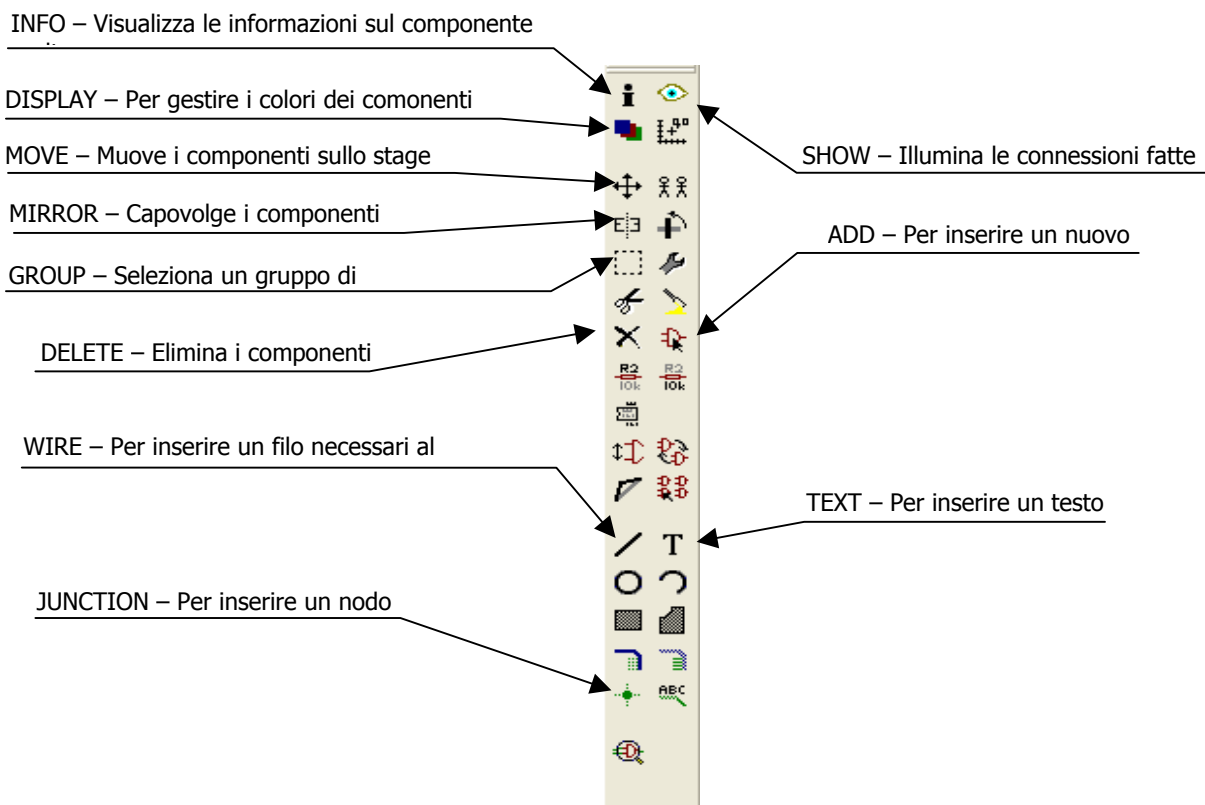 INFO – Visualizza le informazioni sul componente
DISPLAY – Per gestire i colori dei comonenti
MOVE – Muove i componenti sullo stage
SHOW – Illumina le connessioni fatte
MIRROR – Capovolge i componenti
ADD – Per inserire un nuovo
GROUP – Seleziona un gruppo di
DELETE – Elimina i componenti
R2
10k
R2
10k
WIRE – Per inserire un filo necessari al
TEXT – Per inserire un testo
T
JUNCTION – Per inserire un nodo
ABC